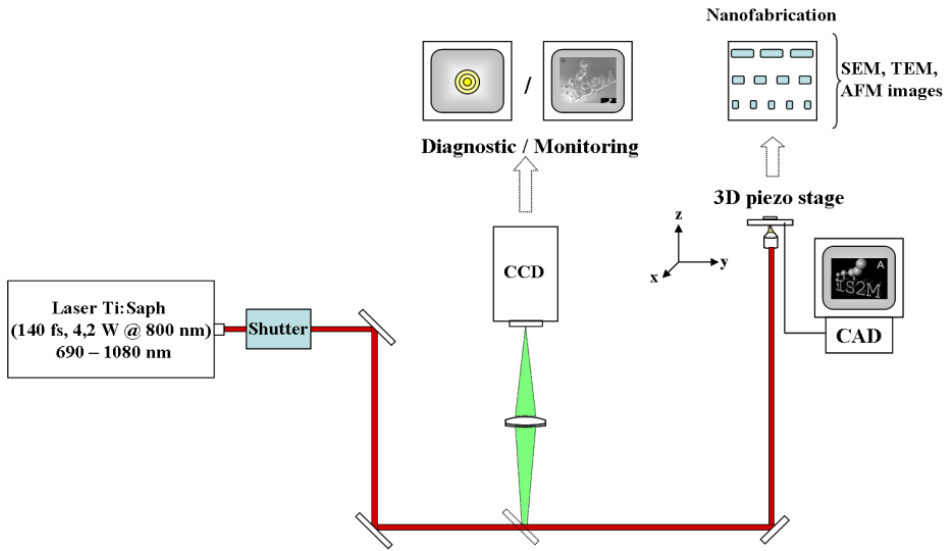 Nanofabrication
SEM, TEM,
AFM images
/
Diagnostic / Monitoring
3D piezo stage
z
y
x
CCD
A
IS2M
CAD
Laser Ti:Saph
(140 fs, 4,2 W @ 800 nm)
690 – 1080 nm
Shutter